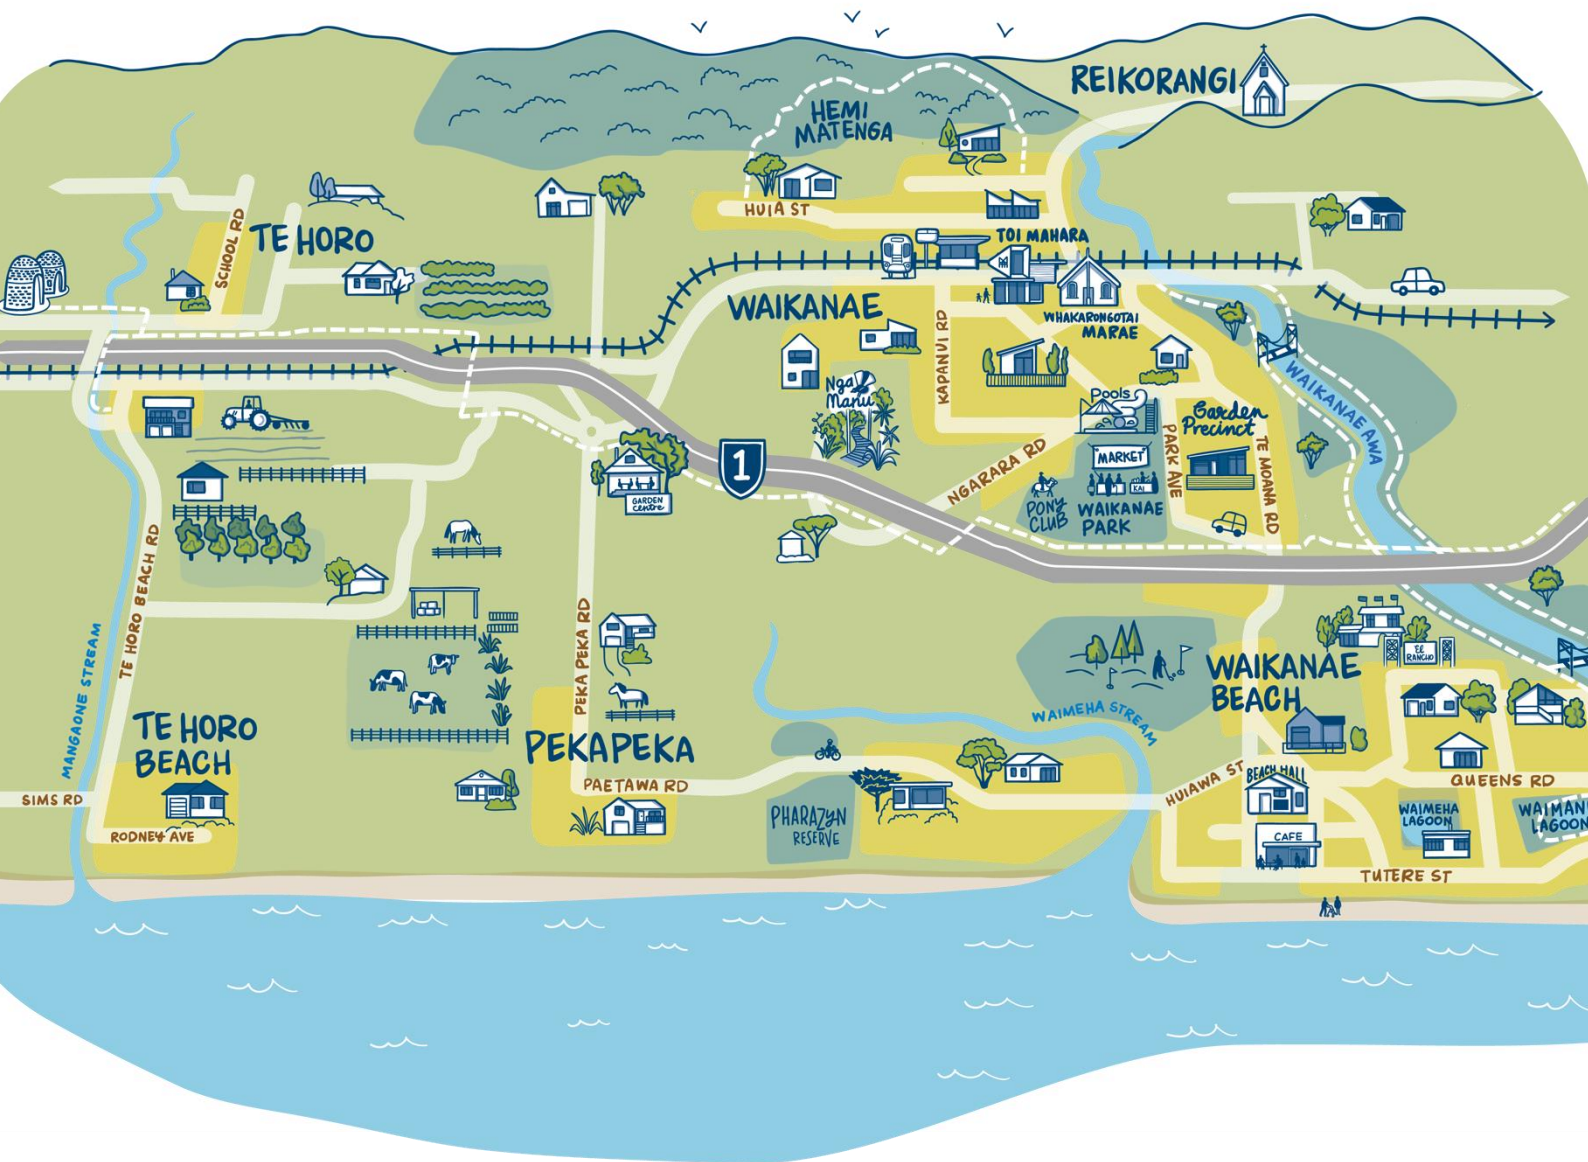 REIKORANGI
HEMI
MATENGA
HUIA ST
SCHOOL RD
TE HORO
TOI MAHARA
WAIKANAE
WHAKARONGOTAI
MARAE
KAPANUI RD
Nga
Manu
Pools
Garden
Precinct
WAIKANAE AWA
MARKET
KAI
PARK AVE
TE MOANA RD
NGARARA RD
1
GARDEN
Centre
PONY
CLUB
WAIKANAE
PARK
TE HORO BEACH RD
PEKA PEKA RD
MANGAONE STREAM
EL
RANCHO
WAIKANAE
BEACH
WAIMEHA STREAM
TE HORO
BEACH
PEKAPEKA
PAETAWA RD
HUIAWA ST
BEACH HALL
QUEENS RD
SIMS RD
RODNEY AVE
PHARAZYN
RESERVE
WAIMEHA
LAGOON
LAGOON
CAFE
TUTERE ST